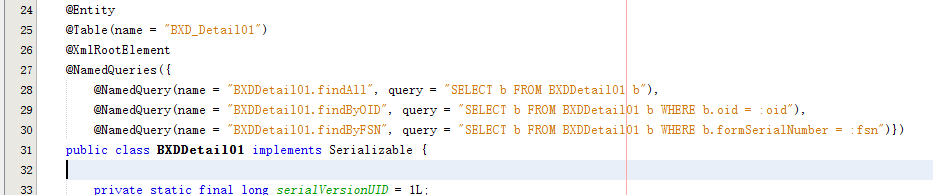 24 @Entity
25 @Table(name = "BXD_Detail01")
26 @XmlRootElement
27 @NamedQueries({
28 @NamedQuery(name = "BXDDetail01.findAll", query = "SELECT b FROM BXDDetail01 b"),
29 @NamedQuery(name = "BXDDetail01.findByOID", query = "SELECT b FROM BXDDetail01 b WHERE b.oid = :oid"),
30 @NamedQuery(name = "BXDDetail01.findByFSN", query = "SELECT b FROM BXDDetail01 b WHERE b.formSerialNumber = :fsn")})
31 public class BXDDetail01 implements Serializable {
32
33 private static final long serialVersionUID = 1L;